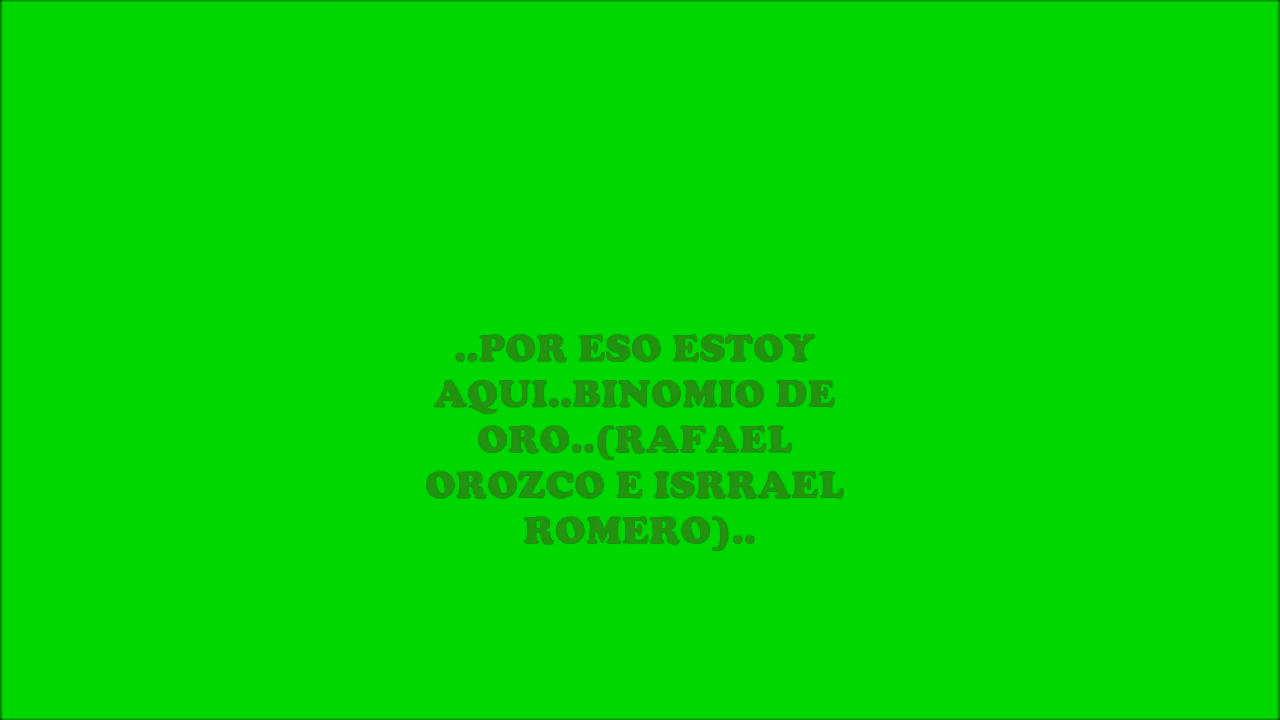 ..POR ESO ESTOY
AQUI..BINOMIO DE
ORO..(RAFAEL
OROZCO E ISRRAEL
ROMERO)..